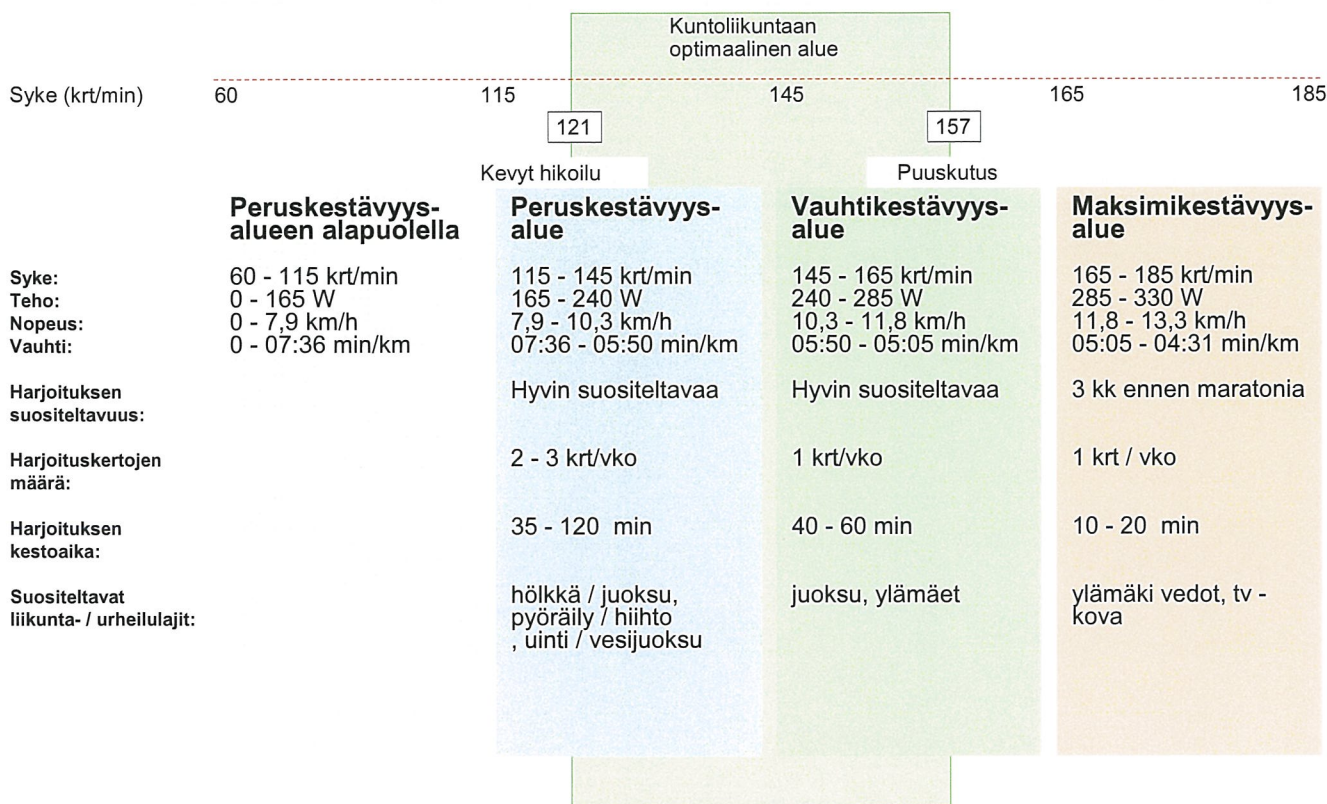 Kuntoliikuntaan
optimaalinen alue
Syke (krt/min) 60 115 145 165 185
121 157
Kevyt hikoilu Puuskutus
Peruskestävyys- Peruskestävyys- Vauhtikestävyys- Maksimikestävyys-
alueen alapuolella alue alue alue
Syke: 60 - 115 krt/min 115 - 145 krt/min 145 - 165 krt/min 165 - 185 krt/min
Teho: 0 - 165 W 165 - 240 W 240 - 285 W 285 - 330 W
Nopeus: 0 - 7,9 km/h 7,9 - 10,3 km/h 10,3 - 11,8 km/h 11,8 - 13,3 km/h
Vauhti: 0 - 07:36 min/km 07:36 - 05:50 min/km 05:50 - 05:05 min/km 05:05 - 04:31 min/km
Harjoituksen Hyvin suositeltavaa Hyvin suositeltavaa 3 kk ennen maratonia
suositeltavuus:
Harjoituskertojen 2 - 3 krt/vko 1 krt/vko 1 krt / vko
määrä:
Harjoituksen 35 - 120 min 40 - 60 min 10 - 20 min
kestoaika:
Suositeltavat hölkkä / juoksu, juoksu, ylämäet ylämäki vedot, tv -
liikunta- / urheilulajit: pyöräily / hiihto kova
, uinti / vesijuoksu